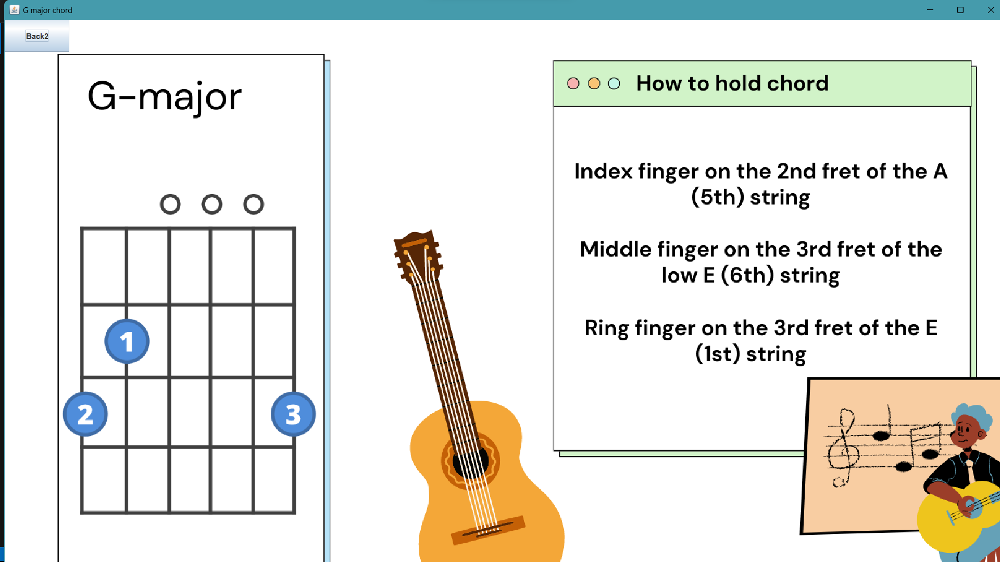 G major chord
Back2
G-major
1
2
3
How to hold chord
Index finger on the 2nd fret of the A
(5th) string
Middle finger on the 3rd fret of the
low E (6th) string
Ring finger on the 3rd fret of the E
(1st) string